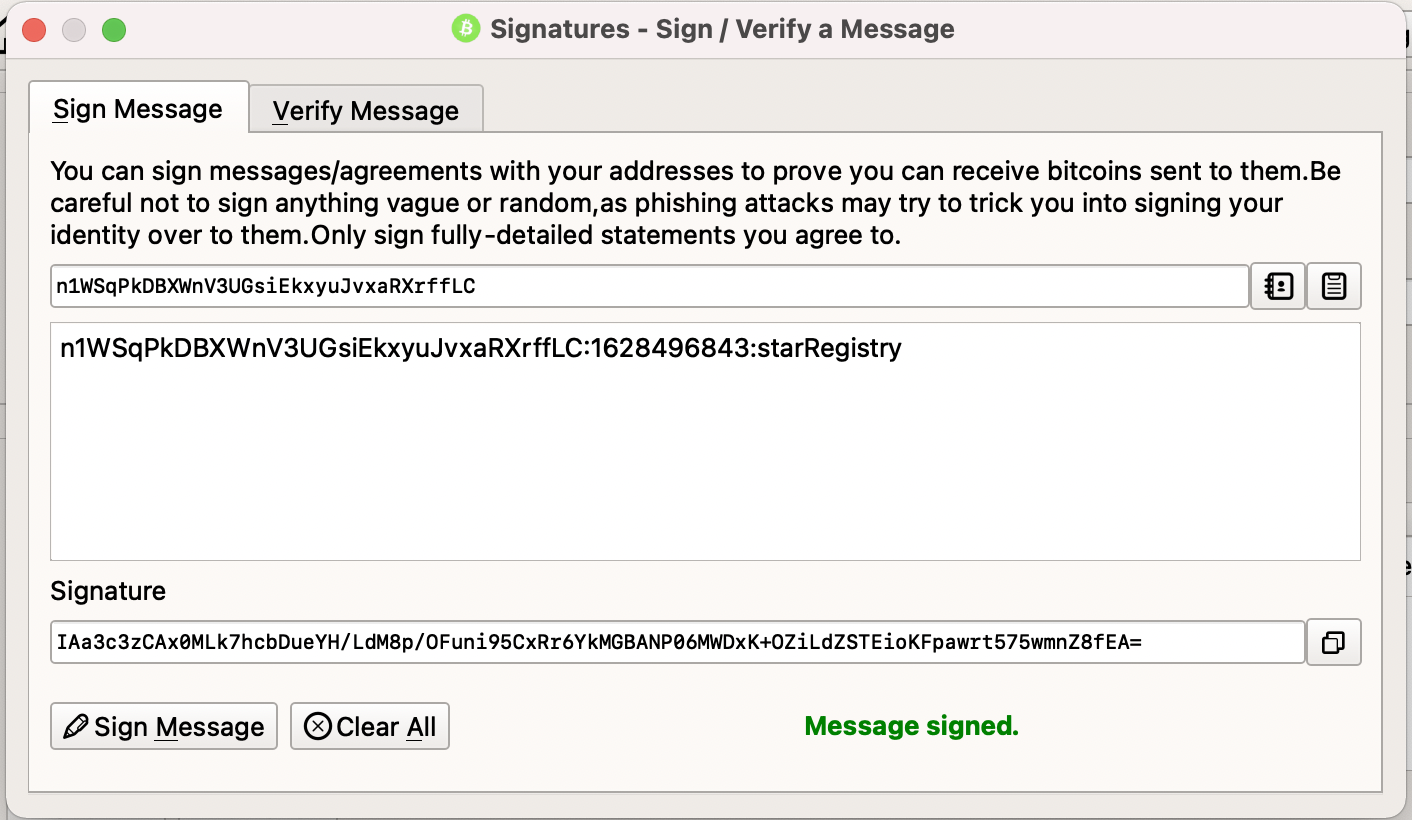 Signatures - Sign / Verify a Message
Sign Message
Verify Message
You can sign messages/agreements with your addresses to prove you can receive bitcoins sent to them.Be
careful not to sign anything vague or random,as phishing attacks may try to trick you into signing your
identity over to them.Only sign fully-detailed statements you agree to.
n1WSqPkDBXWnV3UGsiEkxyuJvxaRXrffLC
n1WSqPkDBXWnV3UGsiEkxyuJvxaRXrffLC:1628496843:starRegistry
Signature
IAa3c3zCAx0MLk7hcbDueYH/LdM8p/OFuni95CxRr6YkMGBANP06MWDxK+OZiLdZSTEioKFpawrt575wmnZ8fEA=
Sign Message
Clear All
Message signed.